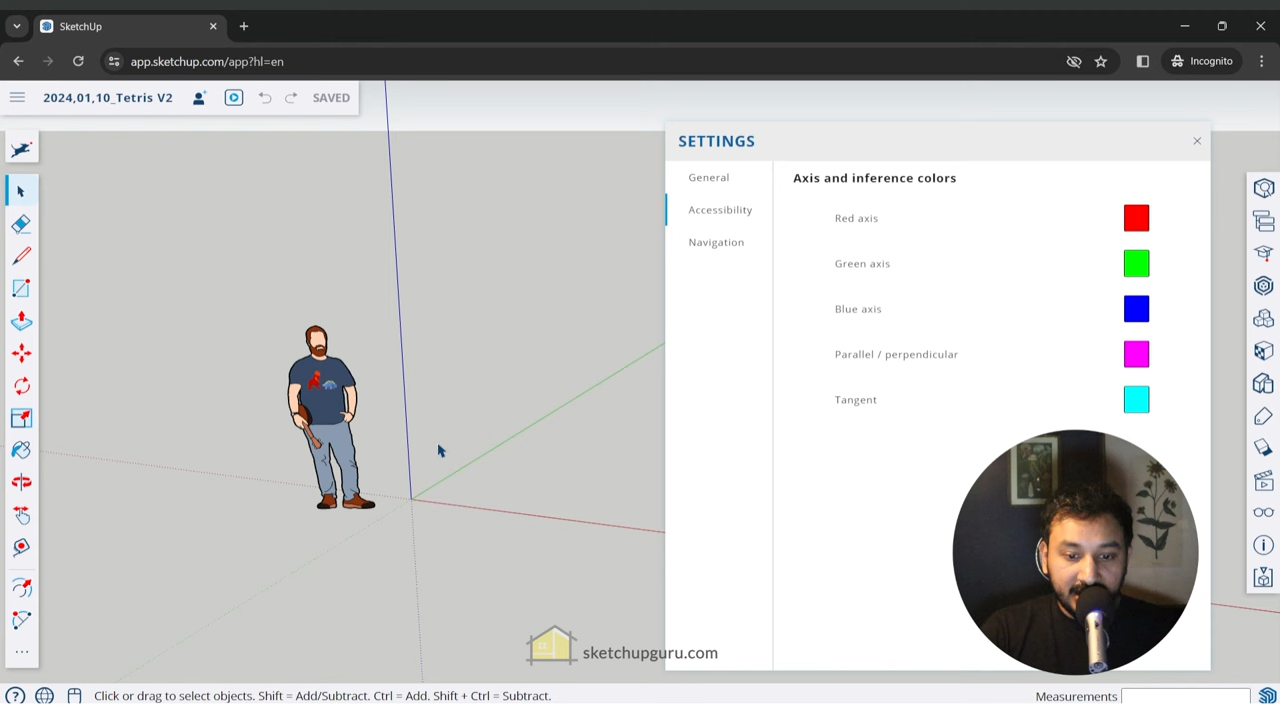 SketchUp
app.sketchup.com/app?hl=en
Incognito
2024,01,10_Tetris V2
SAVED
SETTINGS
General
Accessibility
Navigation
Axis and inference colors
Red axis
Green axis
Blue axis
Parallel / perpendicular
Tangent
sketchupguru.com
Click or drag to select objects. Shift = Add/Subtract. Ctrl = Add. Shift + Ctrl = Subtract.
Measurements